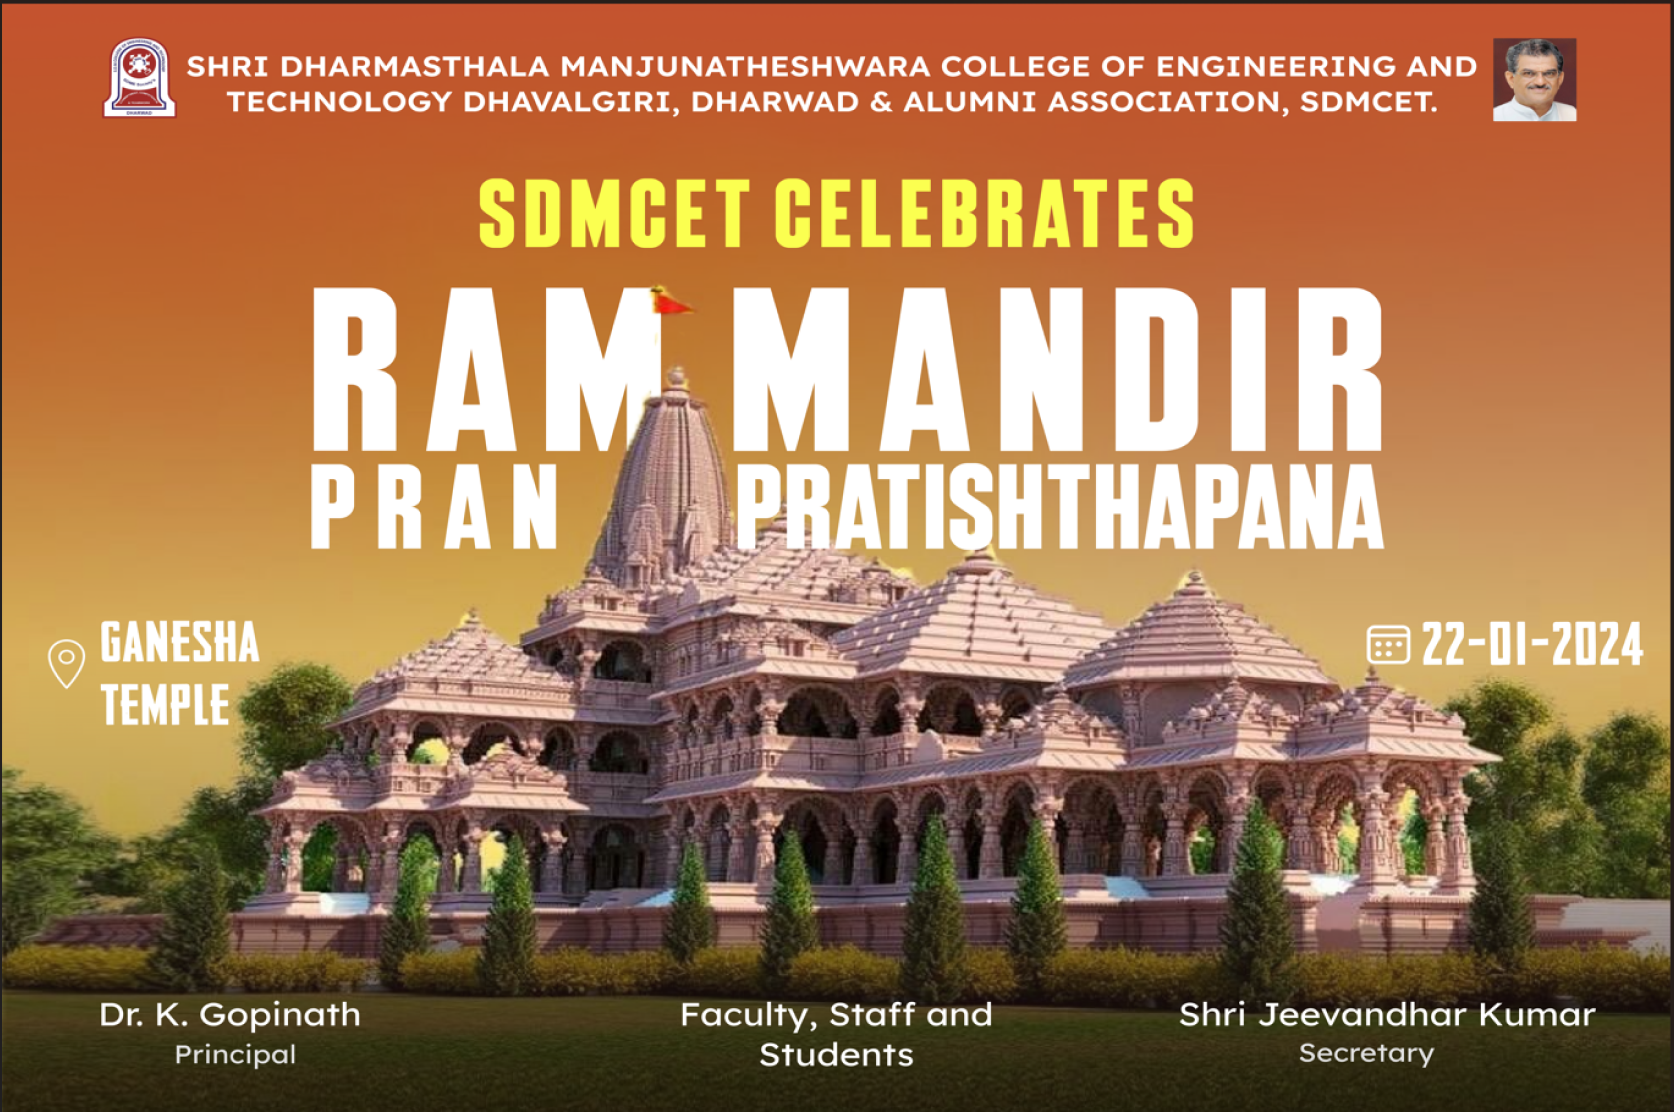 SHRI DHARMASTHALA MANJUNATHESHWARA COLLEGE OF ENGINEERING AND
TECHNOLOGY DHAVALGIRI, DHARWAD & ALUMNI ASSOCIATION, SDMCET.
DHARWAD
SDMCET CELEBRATES
RAM MANDIR
PRAN PRATISHTHAPANA
GANESHA
TEMPLE
22-01-2024
Dr. K. Gopinath
Principal
Faculty, Staff and
Students
Shri Jeevandhar Kumar
Secretary